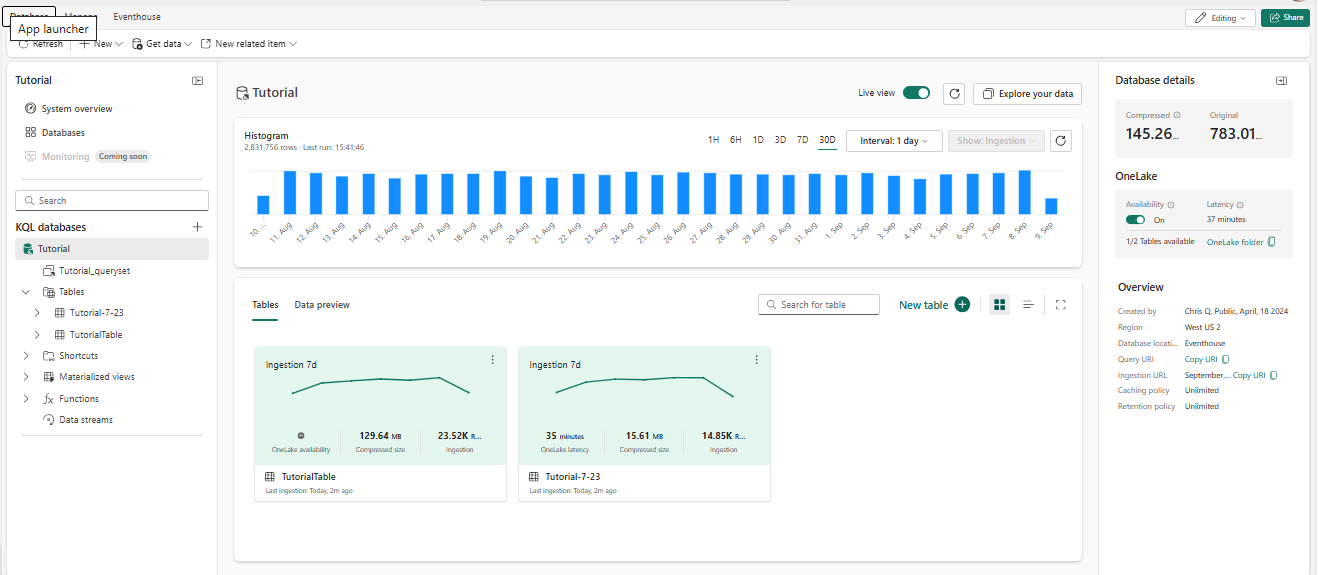 Eventhouse
App launcher
Editing
Share
Refresh
New
Get data
New related item
Tutorial
System overview
Databases
Monitoring
Coming soon
Search
KQL databases
Tutorial
Tutorial_queryset
Tables
Tutorial-7-23
TutorialTable
Shortcuts
Materialized views
Functions
Data streams
Tutorial
Live view
Explore your data
Histogram
2,831,756 rows · Last run: 15:41:46
1H 6H 1D 3D 7D 30D
Interval: 1 day
Show: Ingestion
10. ... 11. Aug 12. Aug 13. Aug 14. Aug 15. Aug 16. Aug 17. Aug 18. Aug 19. Aug 20. Aug 21. Aug 22. Aug 23. Aug 24. Aug 25. Aug 26. Aug 27. Aug 28. Aug 29. Aug 30. Aug 31. Aug 1. Sep 2. Sep 3. Sep 4. Sep 5. Sep 6. Sep 7. Sep 8. Sep 9. Sep
Tables
Data preview
Search for table
New table
Ingestion 7d
129.64 MB
23.52K R...
OneLake availability
Compressed size
Ingestion
TutorialTable
Last ingestion: Today, 2m ago
Ingestion 7d
35 minutes
15.61 MB
14.85K R...
OneLake latency
Compressed size
Ingestion
Tutorial-7-23
Last ingestion: Today, 2m ago
Database details
Compressed
Original
145.26...
783.01...
OneLake
Availability
Latency
On
37 minutes
1/2 Tables available
OneLake folder
Overview
Created by Chris Q. Public, April, 18 2024
Region West US 2
Database locati... Eventhouse
Query URI Copy URI
Ingestion URL September,... Copy URI
Caching policy Unlimited
Retention policy Unlimited